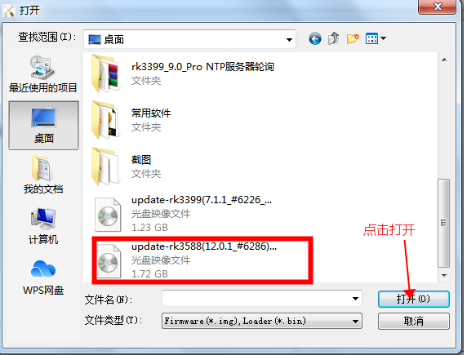 打开
查找范围(I):
桌面
最近使用的项目
桌面
我的文档
计算机
WPS网盘
rk3399_9.0_Pro NTP服务器轮询
文件夹
常用软件
文件夹
截图
文件夹
update-rk3399(7.1.1_#6226_...
光盘映像文件
1.23 GB
update-rk3588(12.0.1_#6286)...
光盘映像文件
1.72 GB
点击打开
文件名(N):
打开(O)
文件类型(T):
Firmware(*.img),Loader(*.bin)
取消